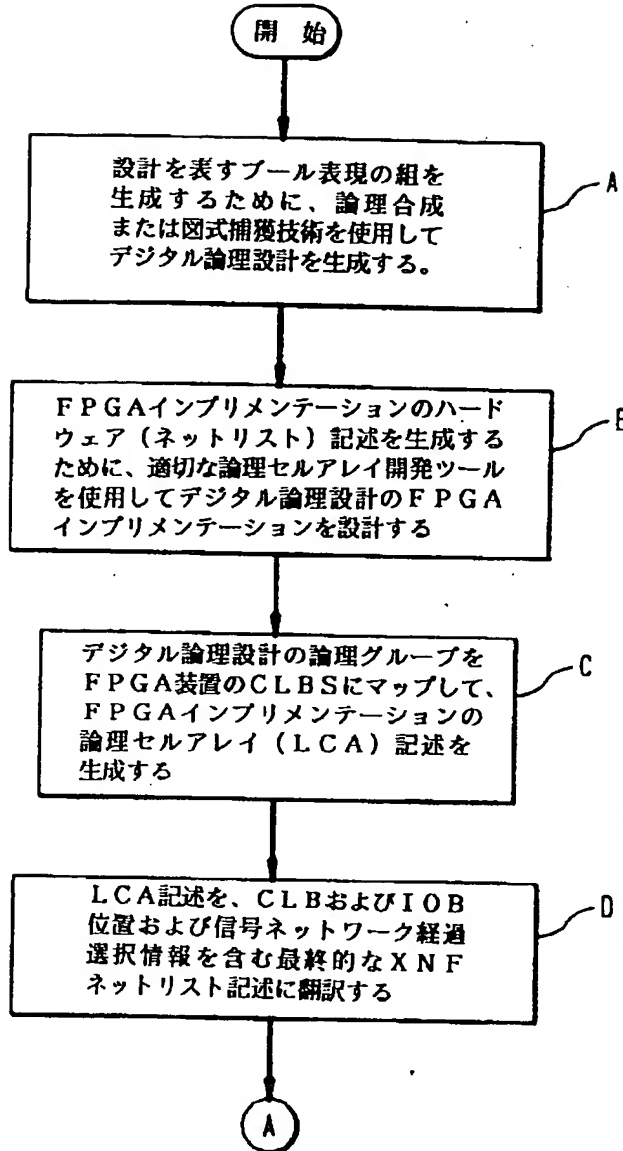 開 始
設計を表すブール表現の組を
生成するために、論理合成
または図式捕獲技術を使用して
デジタル論理設計を生成する。
A
FPGAインプリメンテーションのハード
ウェア（ネットリスト）記述を生成する
ために、適切な論理セルアレイ開発ツール
を使用してデジタル論理設計のFPGA
インプリメンテーションを設計する
デジタル論理設計の論理グループを
FPGA装置のCLBSにマップして、
FPGAインプリメンテーションの
論理セルアレイ（LCA）記述を
生成する
C
LCA記述を、CLBおよびIOB
位置および信号ネットワーク経過
選択情報を含む最終的なXNF
ネットリスト記述に翻訳する
D
A